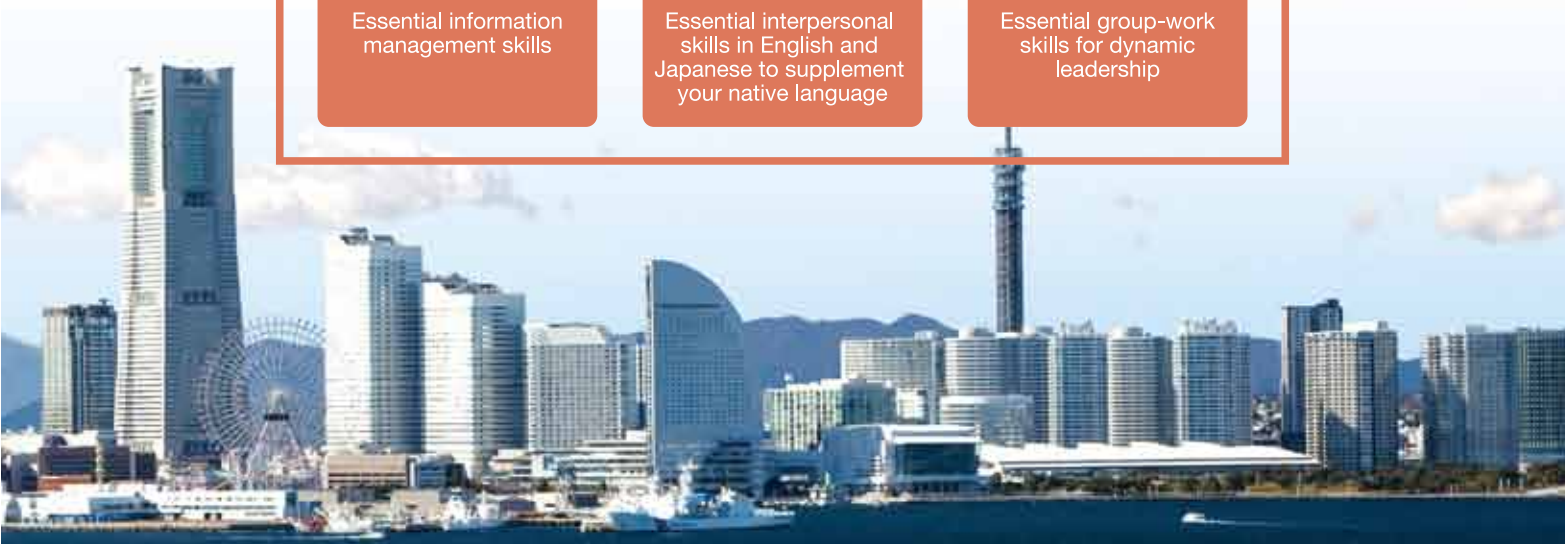 Essential information
management skills
Essential interpersonal
skills in English and
Japanese to supplement
your native language
Essential group-work
skills for dynamic
leadership